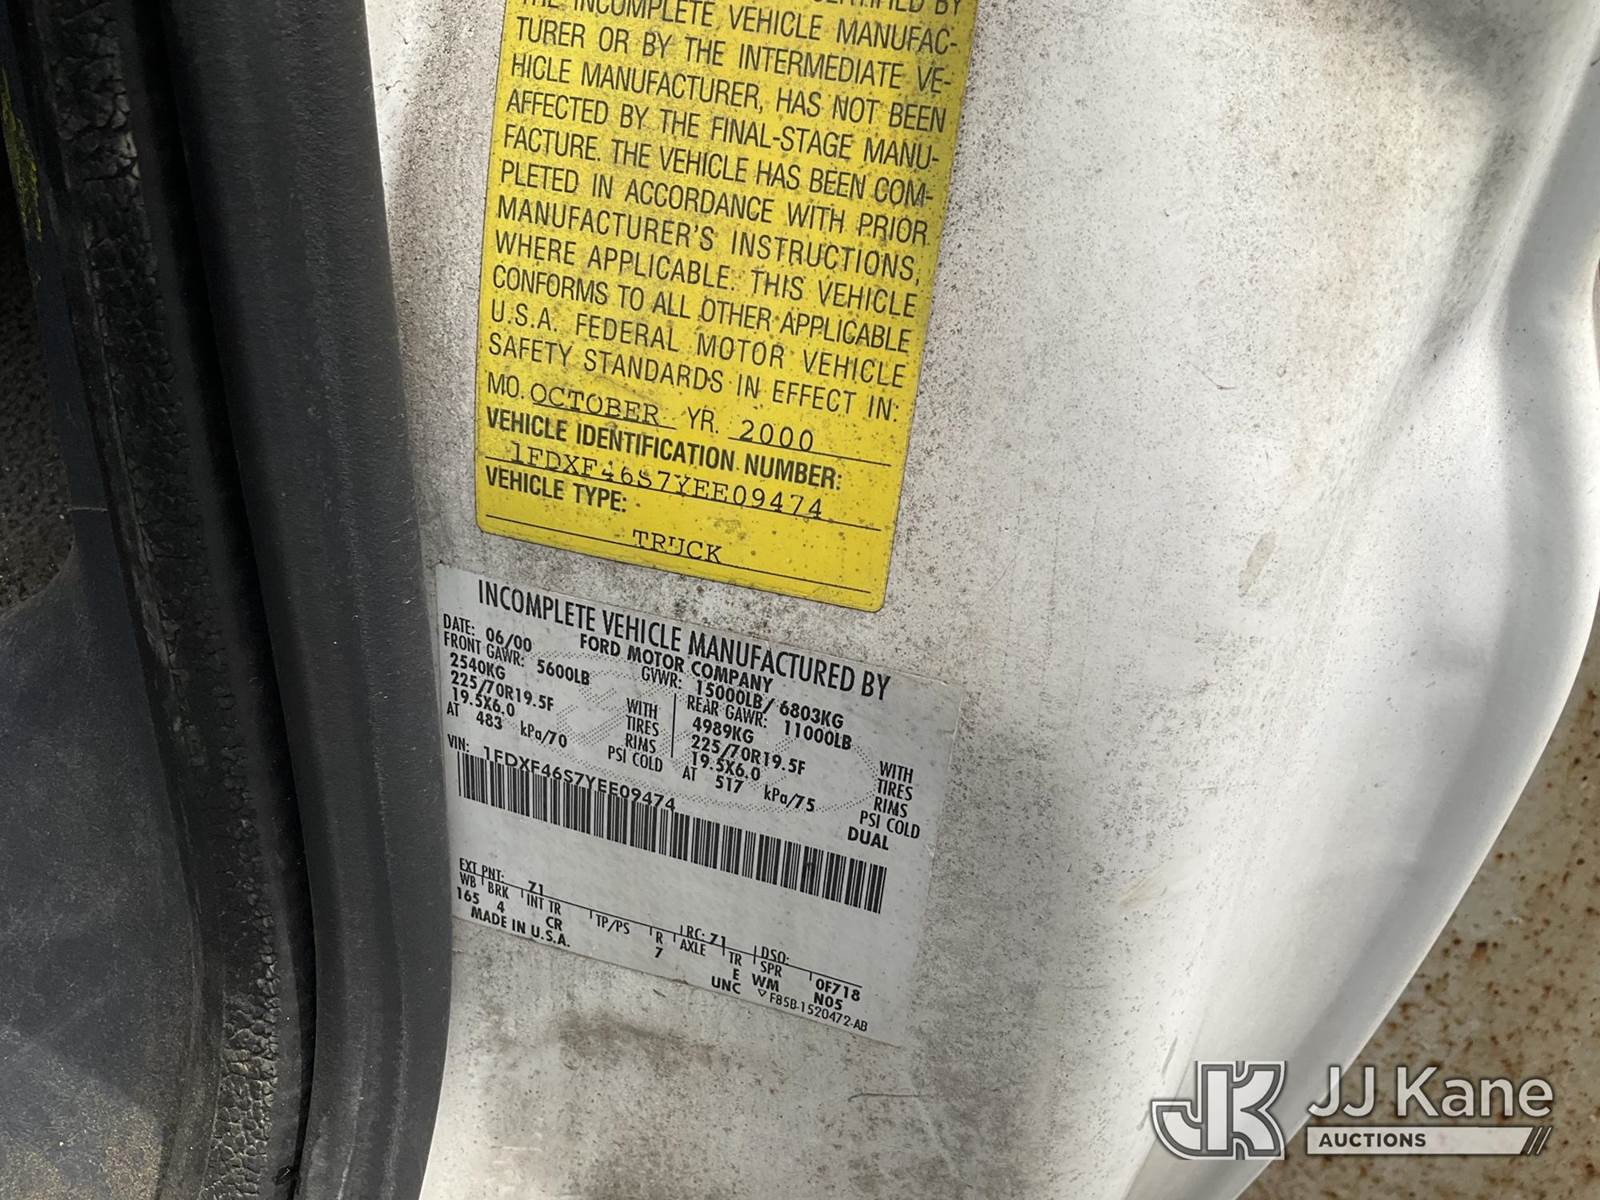 CERTIFIED BY
THE INCOMPLETE VEHICLE MANUFAC-
TURER OR BY THE INTERMEDIATE VE-
HICLE MANUFACTURER, HAS NOT BEEN
AFFECTED BY THE FINAL-STAGE MANU-
FACTURE. THE VEHICLE HAS BEEN COM-
PLETED IN ACCORDANCE WITH PRIOR
MANUFACTURER'S INSTRUCTIONS,
WHERE APPLICABLE. THIS VEHICLE
CONFORMS TO ALL OTHER APPLICABLE
U.S.A. FEDERAL MOTOR VEHICLE
SAFETY STANDARDS IN EFFECT IN:
MO. OCTOBER YR. 2000
VEHICLE IDENTIFICATION NUMBER:
1FDXF46S7YEE09474
VEHICLE TYPE:
TRUCK
INCOMPLETE VEHICLE MANUFACTURED BY
FORD MOTOR COMPANY
DATE: 06/00 GVWR: 15000LB/ 6803KG
FRONT GAWR: 5600LB REAR GAWR: 11000LB
2540KG WITH 4989KG WITH
225/70R19.5F TIRES 225/70R19.5F TIRES
19.5X6.0 RIMS 19.5X6.0 RIMS
AT 483 kPa/70 PSI COLD AT 517 kPa/75 PSI COLD
DUAL
VIN: 1FDXF46S7YEE09474
EXT PNT: 71 RC: 71 DSO:
WB BRK INT TR TP/PS R AXLE TR SPR 0F718
165 4 CR 7 E WM N05
MADE IN U.S.A. UNC F85B-1520472-AB
JK JJ Kane
AUCTIONS